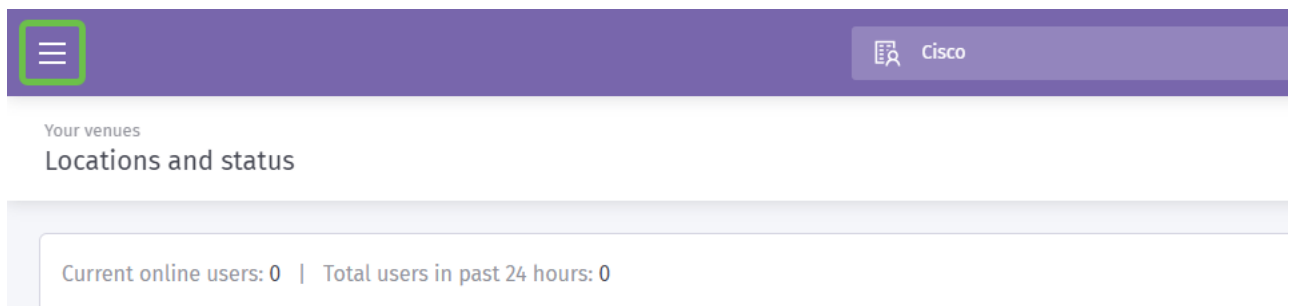 Cisco
Your venues
Locations and status
Current online users: 0 | Total users in past 24 hours: 0